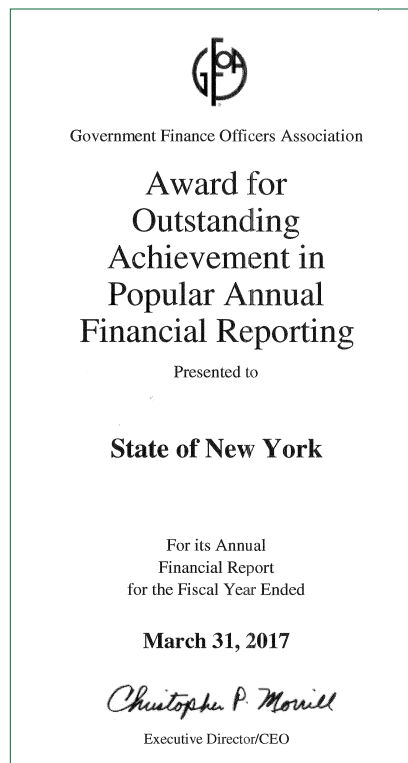 GFOA
Government Finance Officers Association
Award for
Outstanding
Achievement in
Popular Annual
Financial Reporting
Presented to
State of New York
For its Annual
Financial Report
for the Fiscal Year Ended
March 31, 2017
Christopher P. Morrill
Executive Director/CEO